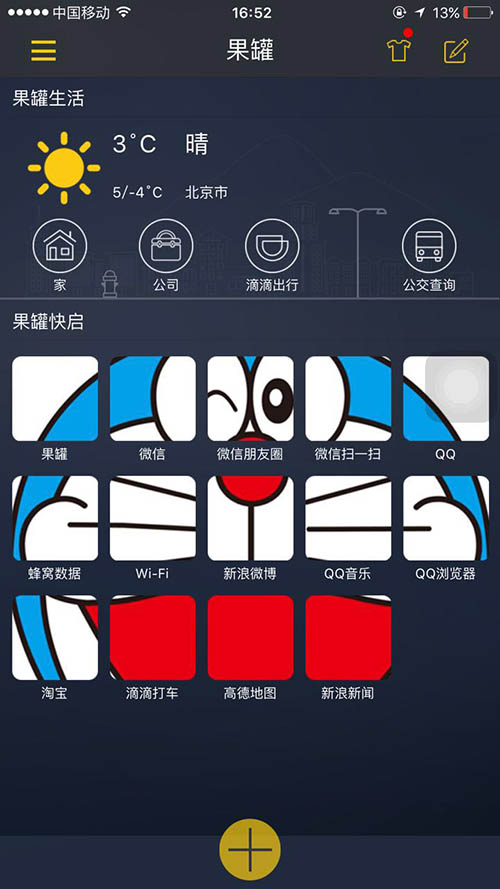 中国移动 16:52 13%
果罐
果罐生活
3°C 晴
5/-4°C 北京市
家 公司 滴滴出行 公交查询
果罐快启
果罐 微信 微信朋友圈 微信扫一扫 QQ
蜂窝数据 Wi-Fi 新浪微博 QQ音乐 QQ浏览器
淘宝 滴滴打车 高德地图 新浪新闻